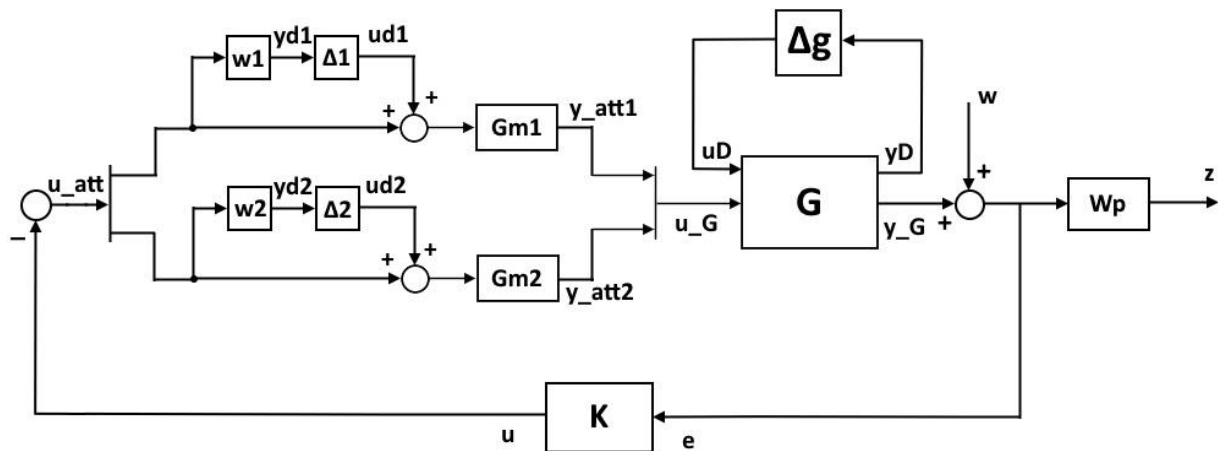 yd1
ud1
w1
Δ1
Δg
+
+
Gm1
y_att1
w
uD
yD
+
u_att
yd2
ud2
w2
Δ2
G
z
Wp
–
u_G
y_G
+
+
+
Gm2
y_att2
K
u
e